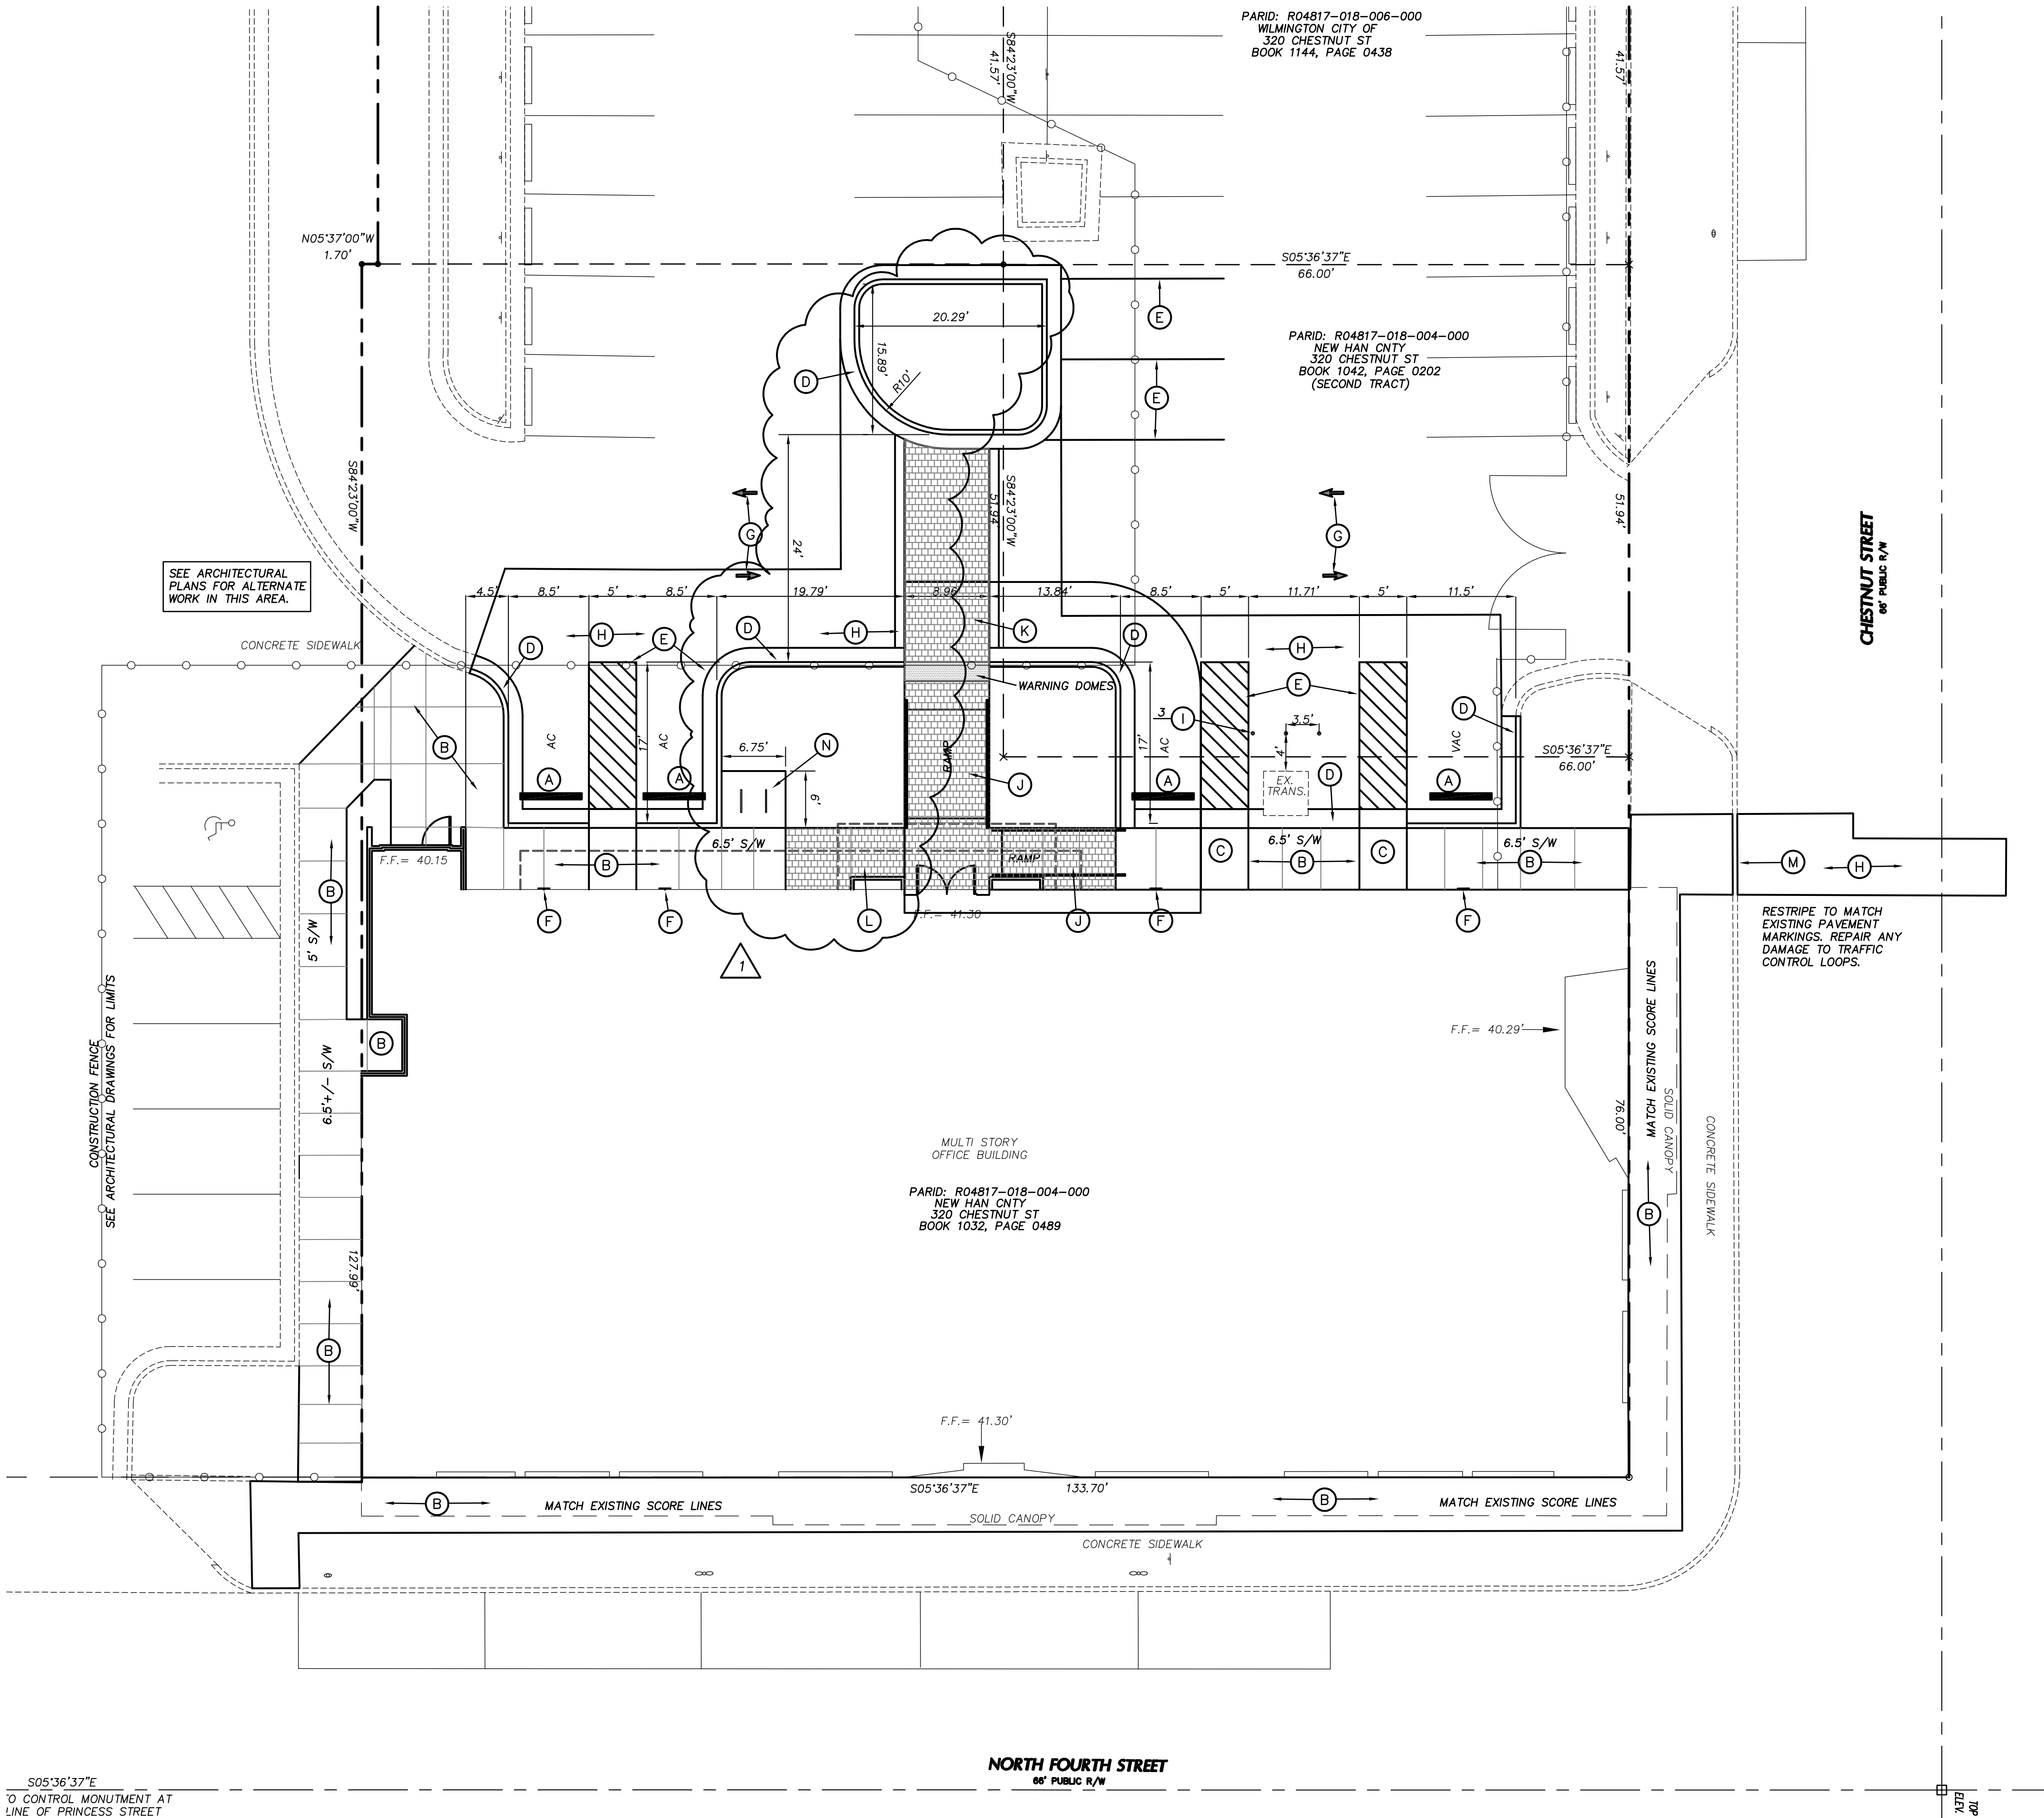 PARID: R04817-018-006-000
WILMINGTON CITY OF
320 CHESTNUT ST
BOOK 1144, PAGE 0438
S84°23'00"W
41.57'
41.57'
N05°37'00"W
1.70'
S05°36'37"E
66.00'
20.29'
15.89'
R10'
D
E
E
PARID: R04817-018-004-000
NEW HAN CNTY
320 CHESTNUT ST
BOOK 1042, PAGE 0202
(SECOND TRACT)
S84°23'00"W
S84°23'00"W
51.94'
51.94'
CHESTNUT STREET
66' PUBLIC R/W
G
G
24'
SEE ARCHITECTURAL
PLANS FOR ALTERNATE
WORK IN THIS AREA.
4.5'
8.5'
5'
8.5'
19.79'
8.96'
13.84'
8.5'
5'
11.71'
5'
11.5'
CONCRETE SIDEWALK
D
H
E
D
H
K
D
H
WARNING DOMES
E
3
I
3.5'
D
B
AC
17'
AC
6.75'
N
RAMP
J
17'
AC
4'
VAC
S05°36'37"E
66.00'
A
A
6'
A
EX.
TRANS.
D
A
F.F.= 40.15
B
6.5' S/W
RAMP
C
6.5' S/W
B
C
6.5' S/W
B
M
H
B
5' S/W
F
F
L
F.F.= 41.30
J
F
F
RESTRIPE TO MATCH
EXISTING PAVEMENT
MARKINGS. REPAIR ANY
DAMAGE TO TRAFFIC
CONTROL LOOPS.
1
CONSTRUCTION FENCE
SEE ARCHITECTURAL DRAWINGS FOR LIMITS
B
6.5'+/- S/W
F.F.= 40.29'
76.00'
MATCH EXISTING SCORE LINES
SOLID CANOPY
CONCRETE SIDEWALK
MULTI STORY
OFFICE BUILDING
PARID: R04817-018-004-000
NEW HAN CNTY
320 CHESTNUT ST
BOOK 1032, PAGE 0489
B
127.99'
B
F.F.= 41.30'
S05°36'37"E
133.70'
B
MATCH EXISTING SCORE LINES
B
MATCH EXISTING SCORE LINES
SOLID CANOPY
CONCRETE SIDEWALK
NORTH FOURTH STREET
66' PUBLIC R/W
S05°36'37"E
TO CONTROL MONUTMENT AT
LINE OF PRINCESS STREET
TOP
ELEV.